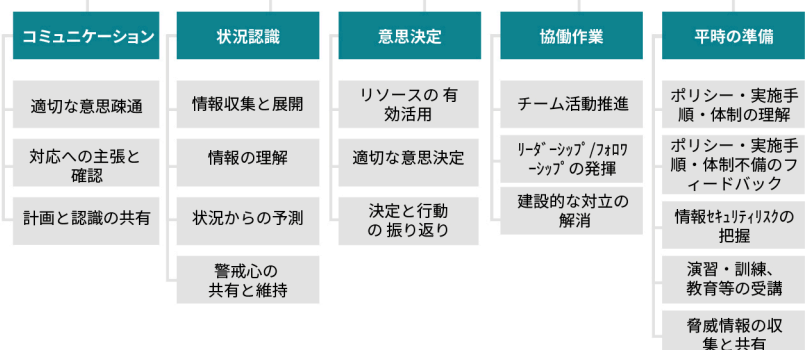 コミュニケーション
適切な意思疎通
対応への主張と
確認
計画と認識の共有
状況認識
情報収集と展開
情報の理解
状況からの予測
警戒心の
共有と維持
意思決定
リソースの 有
効活用
適切な意思決定
決定と行動
の 振り返り
協働作業
チーム活動推進
ﾘｰﾀﾞｰｼｯﾌﾟ/ﾌｫﾛﾜ
ｰｼｯﾌﾟの発揮
建設的な対立の
解消
平時の準備
ポリシー・実施手
順・体制の理解
ポリシー・実施手
順・体制不備のフ
ィードバック
情報ｾｷｭﾘﾃｨﾘｽｸの
把握
演習・訓練、
教育等の受講
脅威情報の収
集と共有